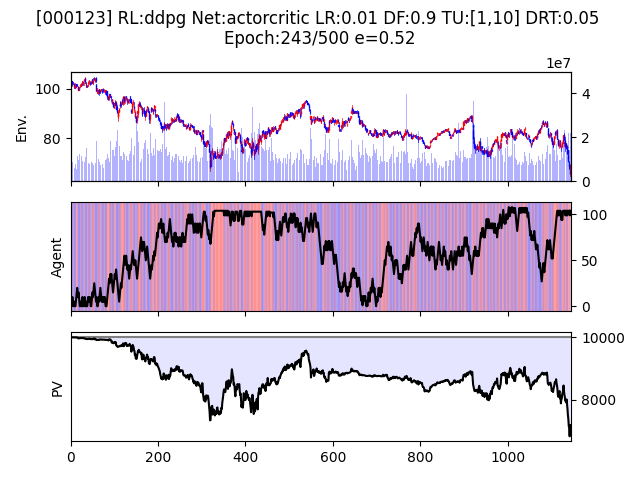 [000123] RL:ddpg Net:actorcritic LR:0.01 DF:0.9 TU:[1,10] DRT:0.05
Epoch:243/500 e=0.52
1e7
Env.
100
80
4
2
0
Agent
100
50
0
PV
10000
8000
0 200 400 600 800 1000